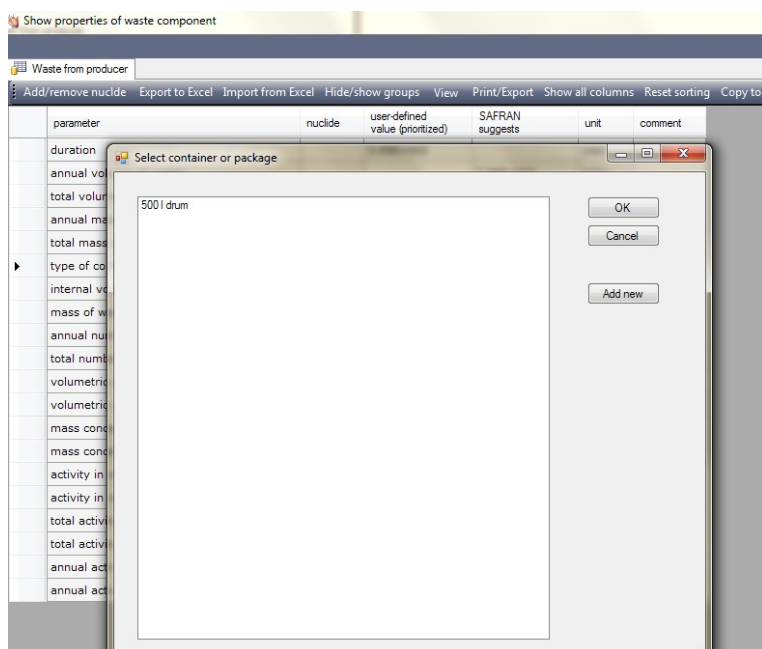 Show properties of waste component
Waste from producer
Add/remove nuclde Export to Excel Import from Excel Hide/show groups View Print/Export Show all columns Reset sorting Copy to
parameter nuclide user-defined value (prioritized) SAFRAN suggests unit comment
duration
annual vol
total volum
annual ma
total mass
type of co
internal vo
mass of w
annual nu
total numb
volumetric
volumetric
mass conc
mass conc
activity in
activity in
total activi
total activi
annual act
annual act
Select container or package
500 l drum
OK
Cancel
Add new